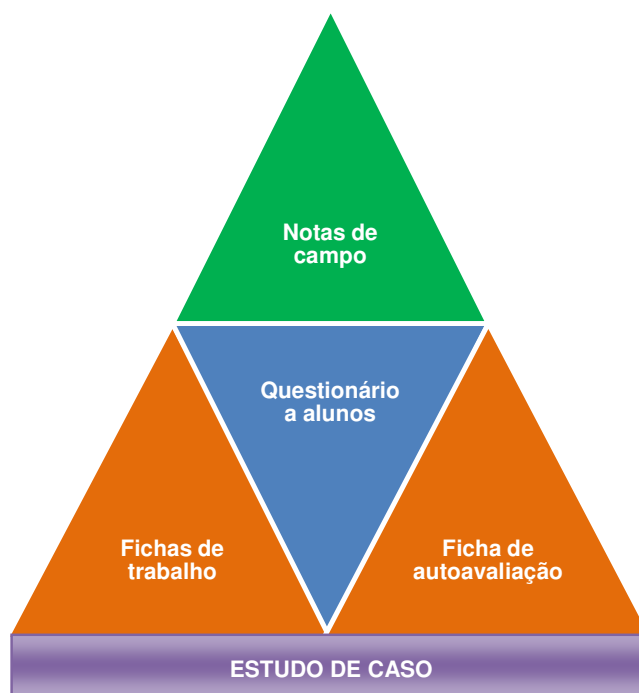 Notas de
campo
Questionário
a alunos
Fichas de
trabalho
Ficha de
autoavaliação
ESTUDO DE CASO